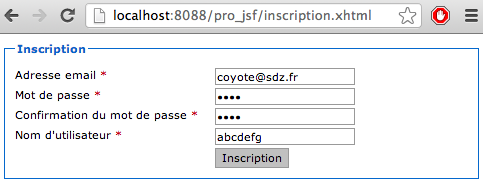 localhost:8088/pro_jsf/inscription.xhtml
Inscription
Adresse email * coyote@sdz.fr
Mot de passe * ••••
Confirmation du mot de passe * ••••
Nom d'utilisateur * abcdefg
Inscription